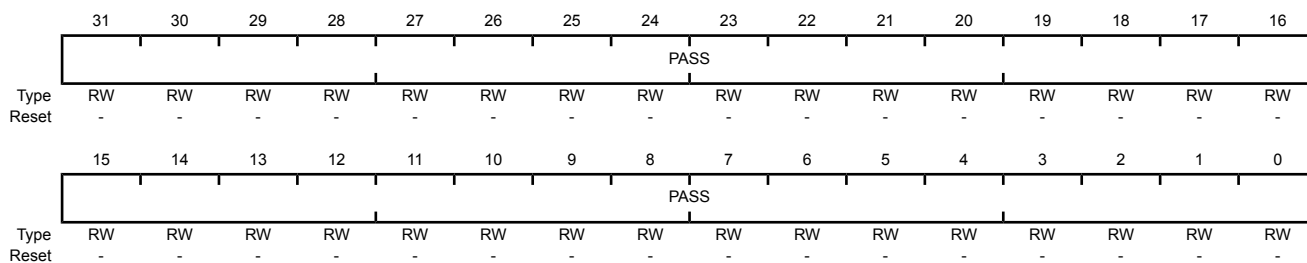 31 30 29 28 27 26 25 24 23 22 21 20 19 18 17 16
PASS
Type RW RW RW RW RW RW RW RW RW RW RW RW RW RW RW RW
Reset - - - - - - - - - - - - - - - -
15 14 13 12 11 10 9 8 7 6 5 4 3 2 1 0
PASS
Type RW RW RW RW RW RW RW RW RW RW RW RW RW RW RW RW
Reset - - - - - - - - - - - - - - - -